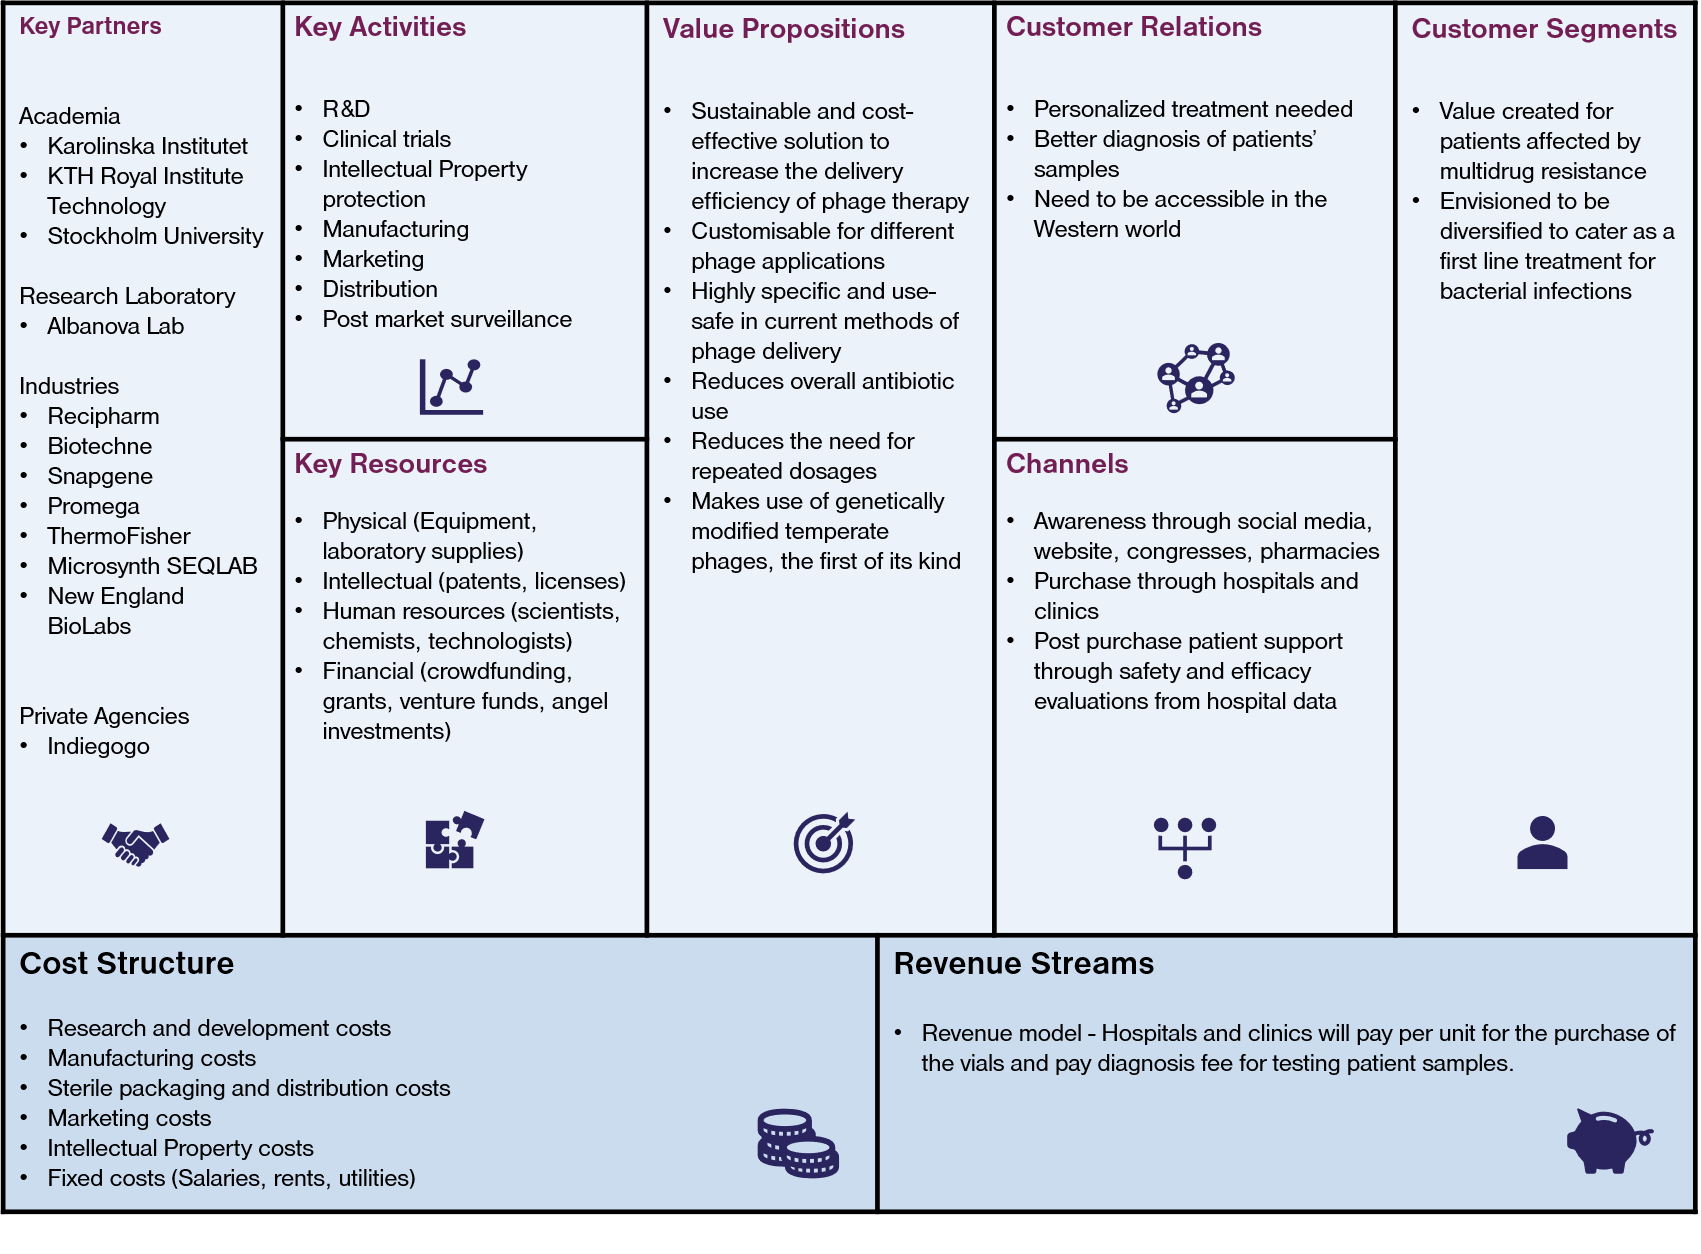 Key Partners
Academia
• Karolinska Institutet
• KTH Royal Institute
Technology
• Stockholm University
Research Laboratory
• Albanova Lab
Industries
• Recipharm
• Biotechne
• Snapgene
• Promega
• ThermoFisher
• Microsynth SEQLAB
• New England
BioLabs
Private Agencies
• Indiegogo
Key Activities
• R&D
• Clinical trials
• Intellectual Property
protection
• Manufacturing
• Marketing
• Distribution
• Post market surveillance
Key Resources
• Physical (Equipment,
laboratory supplies)
• Intellectual (patents, licenses)
• Human resources (scientists,
chemists, technologists)
• Financial (crowdfunding,
grants, venture funds, angel
investments)
Value Propositions
• Sustainable and cost-
effective solution to
increase the delivery
efficiency of phage therapy
• Customisable for different
phage applications
• Highly specific and use-
safe in current methods of
phage delivery
• Reduces overall antibiotic
use
• Reduces the need for
repeated dosages
• Makes use of genetically
modified temperate
phages, the first of its kind
Customer Relations
• Personalized treatment needed
• Better diagnosis of patients’
samples
• Need to be accessible in the
Western world
Channels
• Awareness through social media,
website, congresses, pharmacies
• Purchase through hospitals and
clinics
• Post purchase patient support
through safety and efficacy
evaluations from hospital data
Customer Segments
• Value created for
patients affected by
multidrug resistance
• Envisioned to be
diversified to cater as a
first line treatment for
bacterial infections
Cost Structure
• Research and development costs
• Manufacturing costs
• Sterile packaging and distribution costs
• Marketing costs
• Intellectual Property costs
• Fixed costs (Salaries, rents, utilities)
Revenue Streams
• Revenue model - Hospitals and clinics will pay per unit for the purchase of
the vials and pay diagnosis fee for testing patient samples.